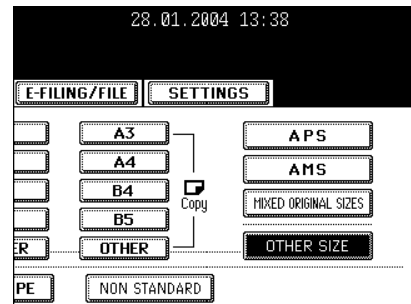 28.01.2004 13:38
E-FILING/FILE SETTINGS
A3 APS
A4 AMS
B4 Copy MIXED ORIGINAL SIZES
B5
ER OTHER OTHER SIZE
PE NON STANDARD